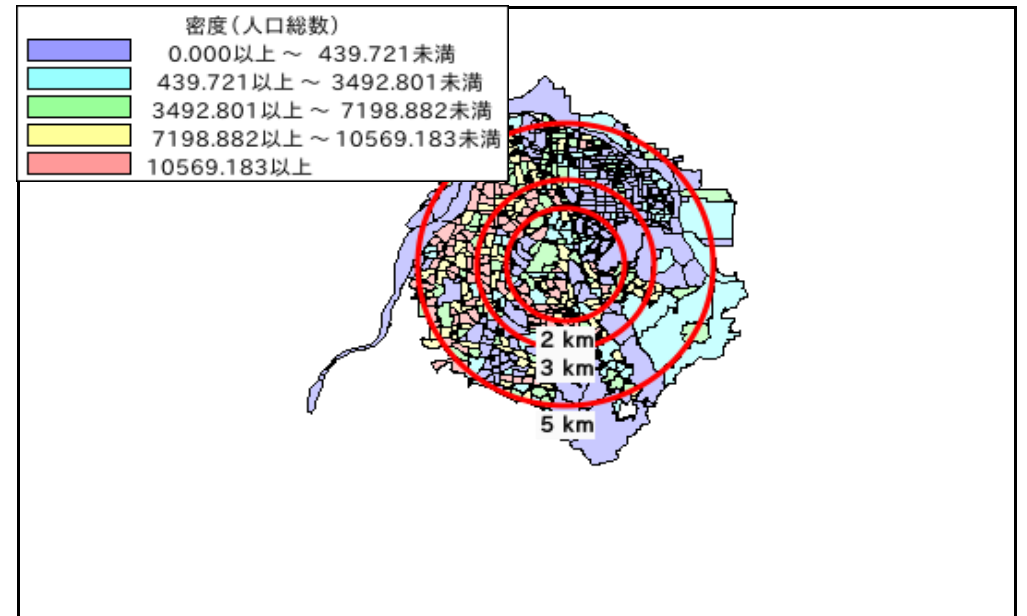 密度(人口総数)
0.000以上 ～ 439.721未満
439.721以上 ～ 3492.801未満
3492.801以上 ～ 7198.882未満
7198.882以上 ～ 10569.183未満
10569.183以上
2 km
3 km
5 km